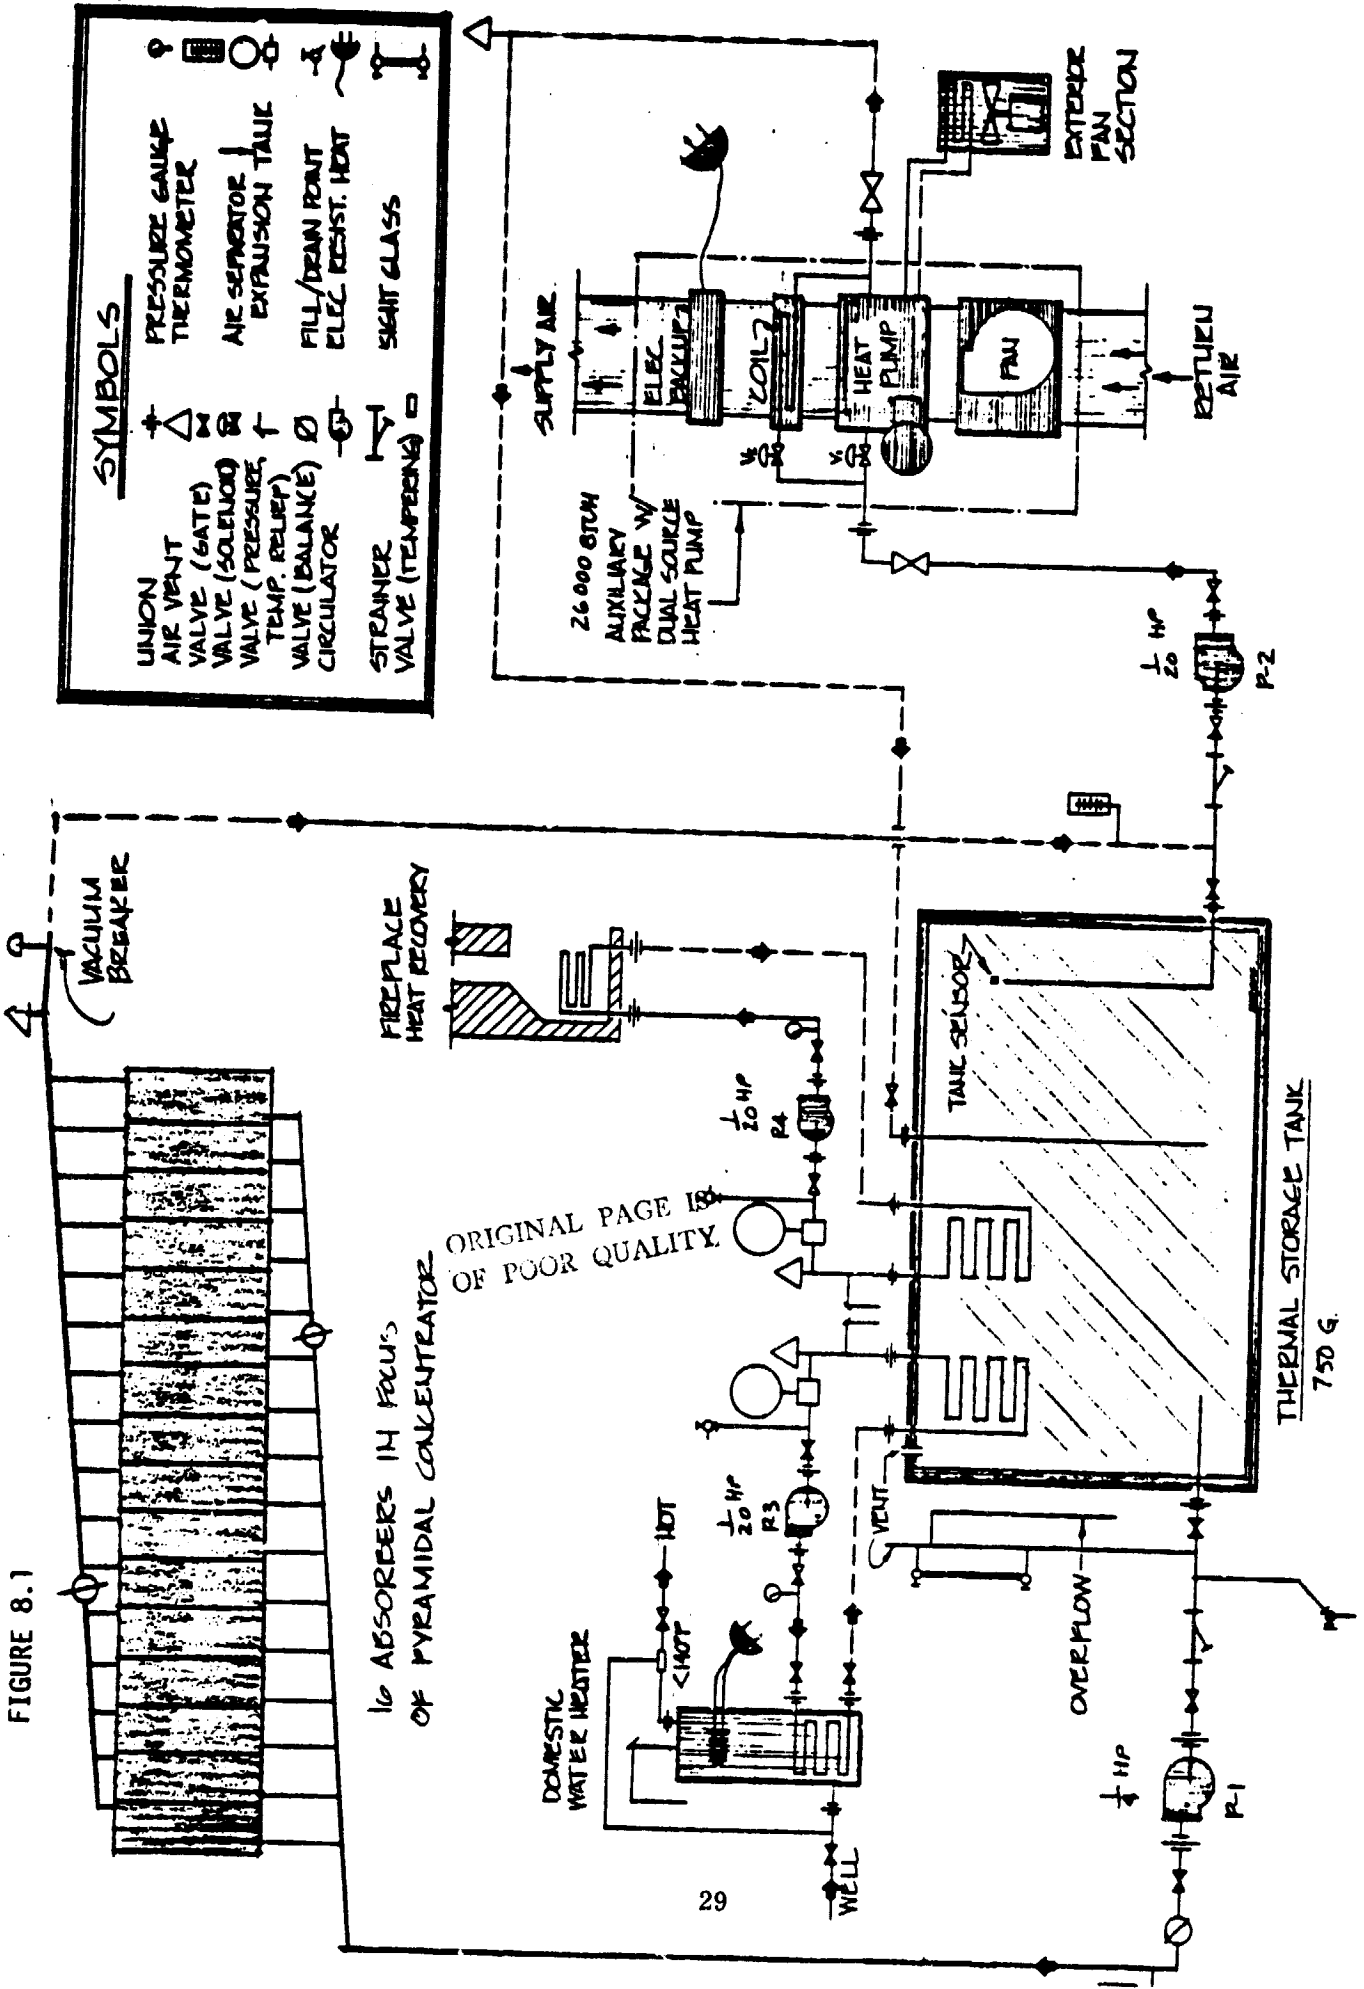 FIGURE 8.1
SYMBOLS
UNION
AIR VENT
VALVE (GATE)
VALVE (SOLENOID)
VALVE (PRESSURE,
TEMP. RELIEF)
VALVE (BALANCE)
CIRCULATOR
STRAINER
VALVE (TEMPERING)
PRESSURE GAUGE
THERMOMETER
AIR SEPARATOR
EXPANSION TANK
FILL/DRAIN POINT
ELEC RESIST. HEAT
SIGHT GLASS
VACUUM
BREAKER
16 ABSORBERS IN FOCUS
OF PYRAMIDAL CONCENTRATOR
FIREPLACE
HEAT RECOVERY
ORIGINAL PAGE IS
OF POOR QUALITY
SUPPLY AIR
ELEC.
BACKUP
COIL
HEAT
PUMP
FAN
RETURN
AIR
EXTERIOR
FAN
SECTION
V2
V1
26000 BTUH
AUXILIARY
PACKAGE W/
DUAL SOURCE
HEAT PUMP
1/20 HP
P-2
1/20 HP
P4
1/20 HP
P3
DOMESTIC
WATER HEATER
HOT
<140T
WELL
VENT
OVERFLOW
TANK SENSOR
THERMAL STORAGE TANK
750 G.
1/4 HP
P-1
29